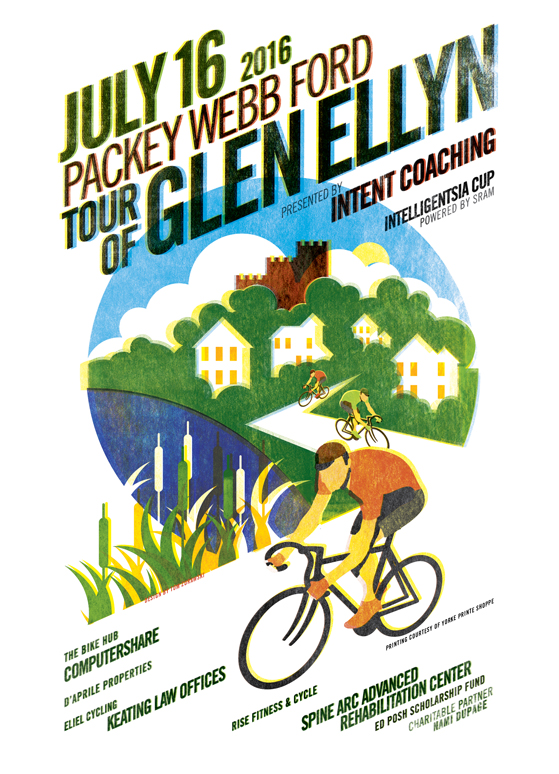 JULY 16 2016
PACKEY WEBB FORD
TOUR OF GLEN ELLYN
PRESENTED BY INTENT COACHING
INTELLIGENTSIA CUP
POWERED BY SRAM
DESIGN BY
PRINTING COURTESY OF YORKE PRINTE SHOPPE
THE BIKE HUB
COMPUTERSHARE
D'APRILE PROPERTIES
ELIEL CYCLING KEATING LAW OFFICES
RISE FITNESS & CYCLE
SPINE ARC ADVANCED
REHABILITATION CENTER
ED POSH SCHOLARSHIP FUND
CHARITABLE PARTNER
NAMI DUPAGE